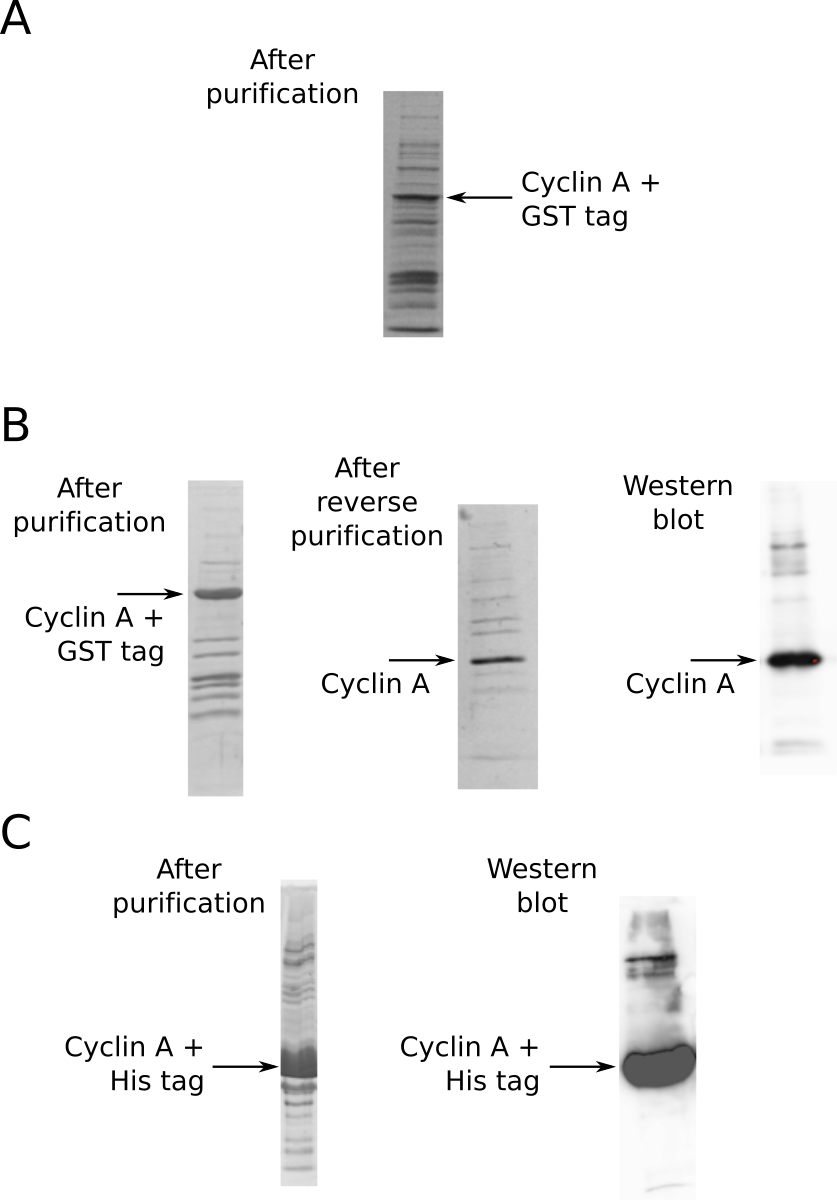 A
After
purification
Cyclin A +
GST tag
B
After
purification
Cyclin A +
GST tag
After
reverse
purification
Cyclin A
Western
blot
Cyclin A
C
After
purification
Cyclin A +
His tag
Western
blot
Cyclin A +
His tag